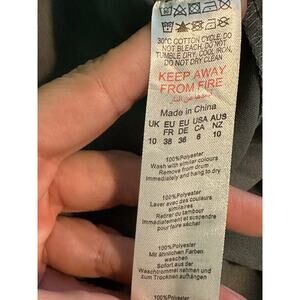 30°C COTTON CYCLE, DO
NOT BLEACH, DO NOT
TUMBLE DRY, COOL IRON,
DO NOT DRY CLEAN
KEEP AWAY
FROM FIRE
Made in China
UK EU EU USA AUS
FR DE CA NZ
10 38 36 6 10
100%Polyester
Wash with similar colours
Remove from drum
immediately and hang to dry
100%Polyester
Laver avec des couleurs
similaires
Retirer du tambour
immédiatement et suspendre
pour faire sécher
100%Polyester
Mit ähnlichen Farben
waschen
Sofort aus der
Waschtrommel nehmen und
zum Trocknen aufhängen
100%Polyester